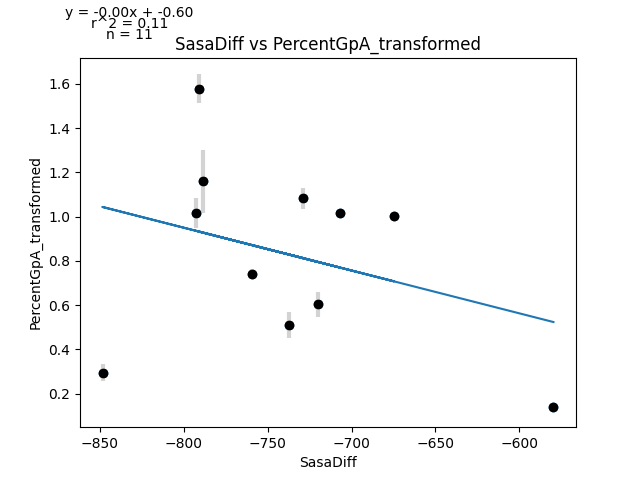 y = -0.00x + -0.60
r^2 = 0.11
n = 11
SasaDiff vs PercentGpA_transformed
1.6
1.4
1.2
1.0
0.8
0.6
0.4
0.2
PercentGpA_transformed
−850 −800 −750 −700 −650 −600
SasaDiff